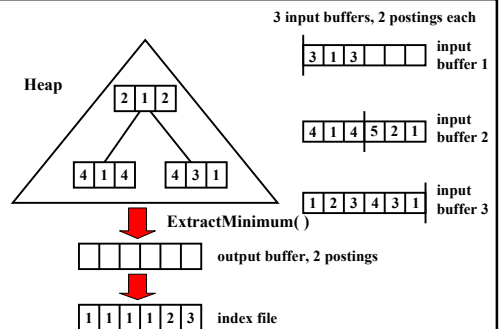 3 input buffers, 2 postings each
3 1 3
input
buffer 1
Heap
2 1 2
4 1 4 5 2 1
input
buffer 2
4 1 4
4 3 1
1 2 3 4 3 1
input
buffer 3
ExtractMinimum( )
output buffer, 2 postings
1 1 1 1 2 3
index file